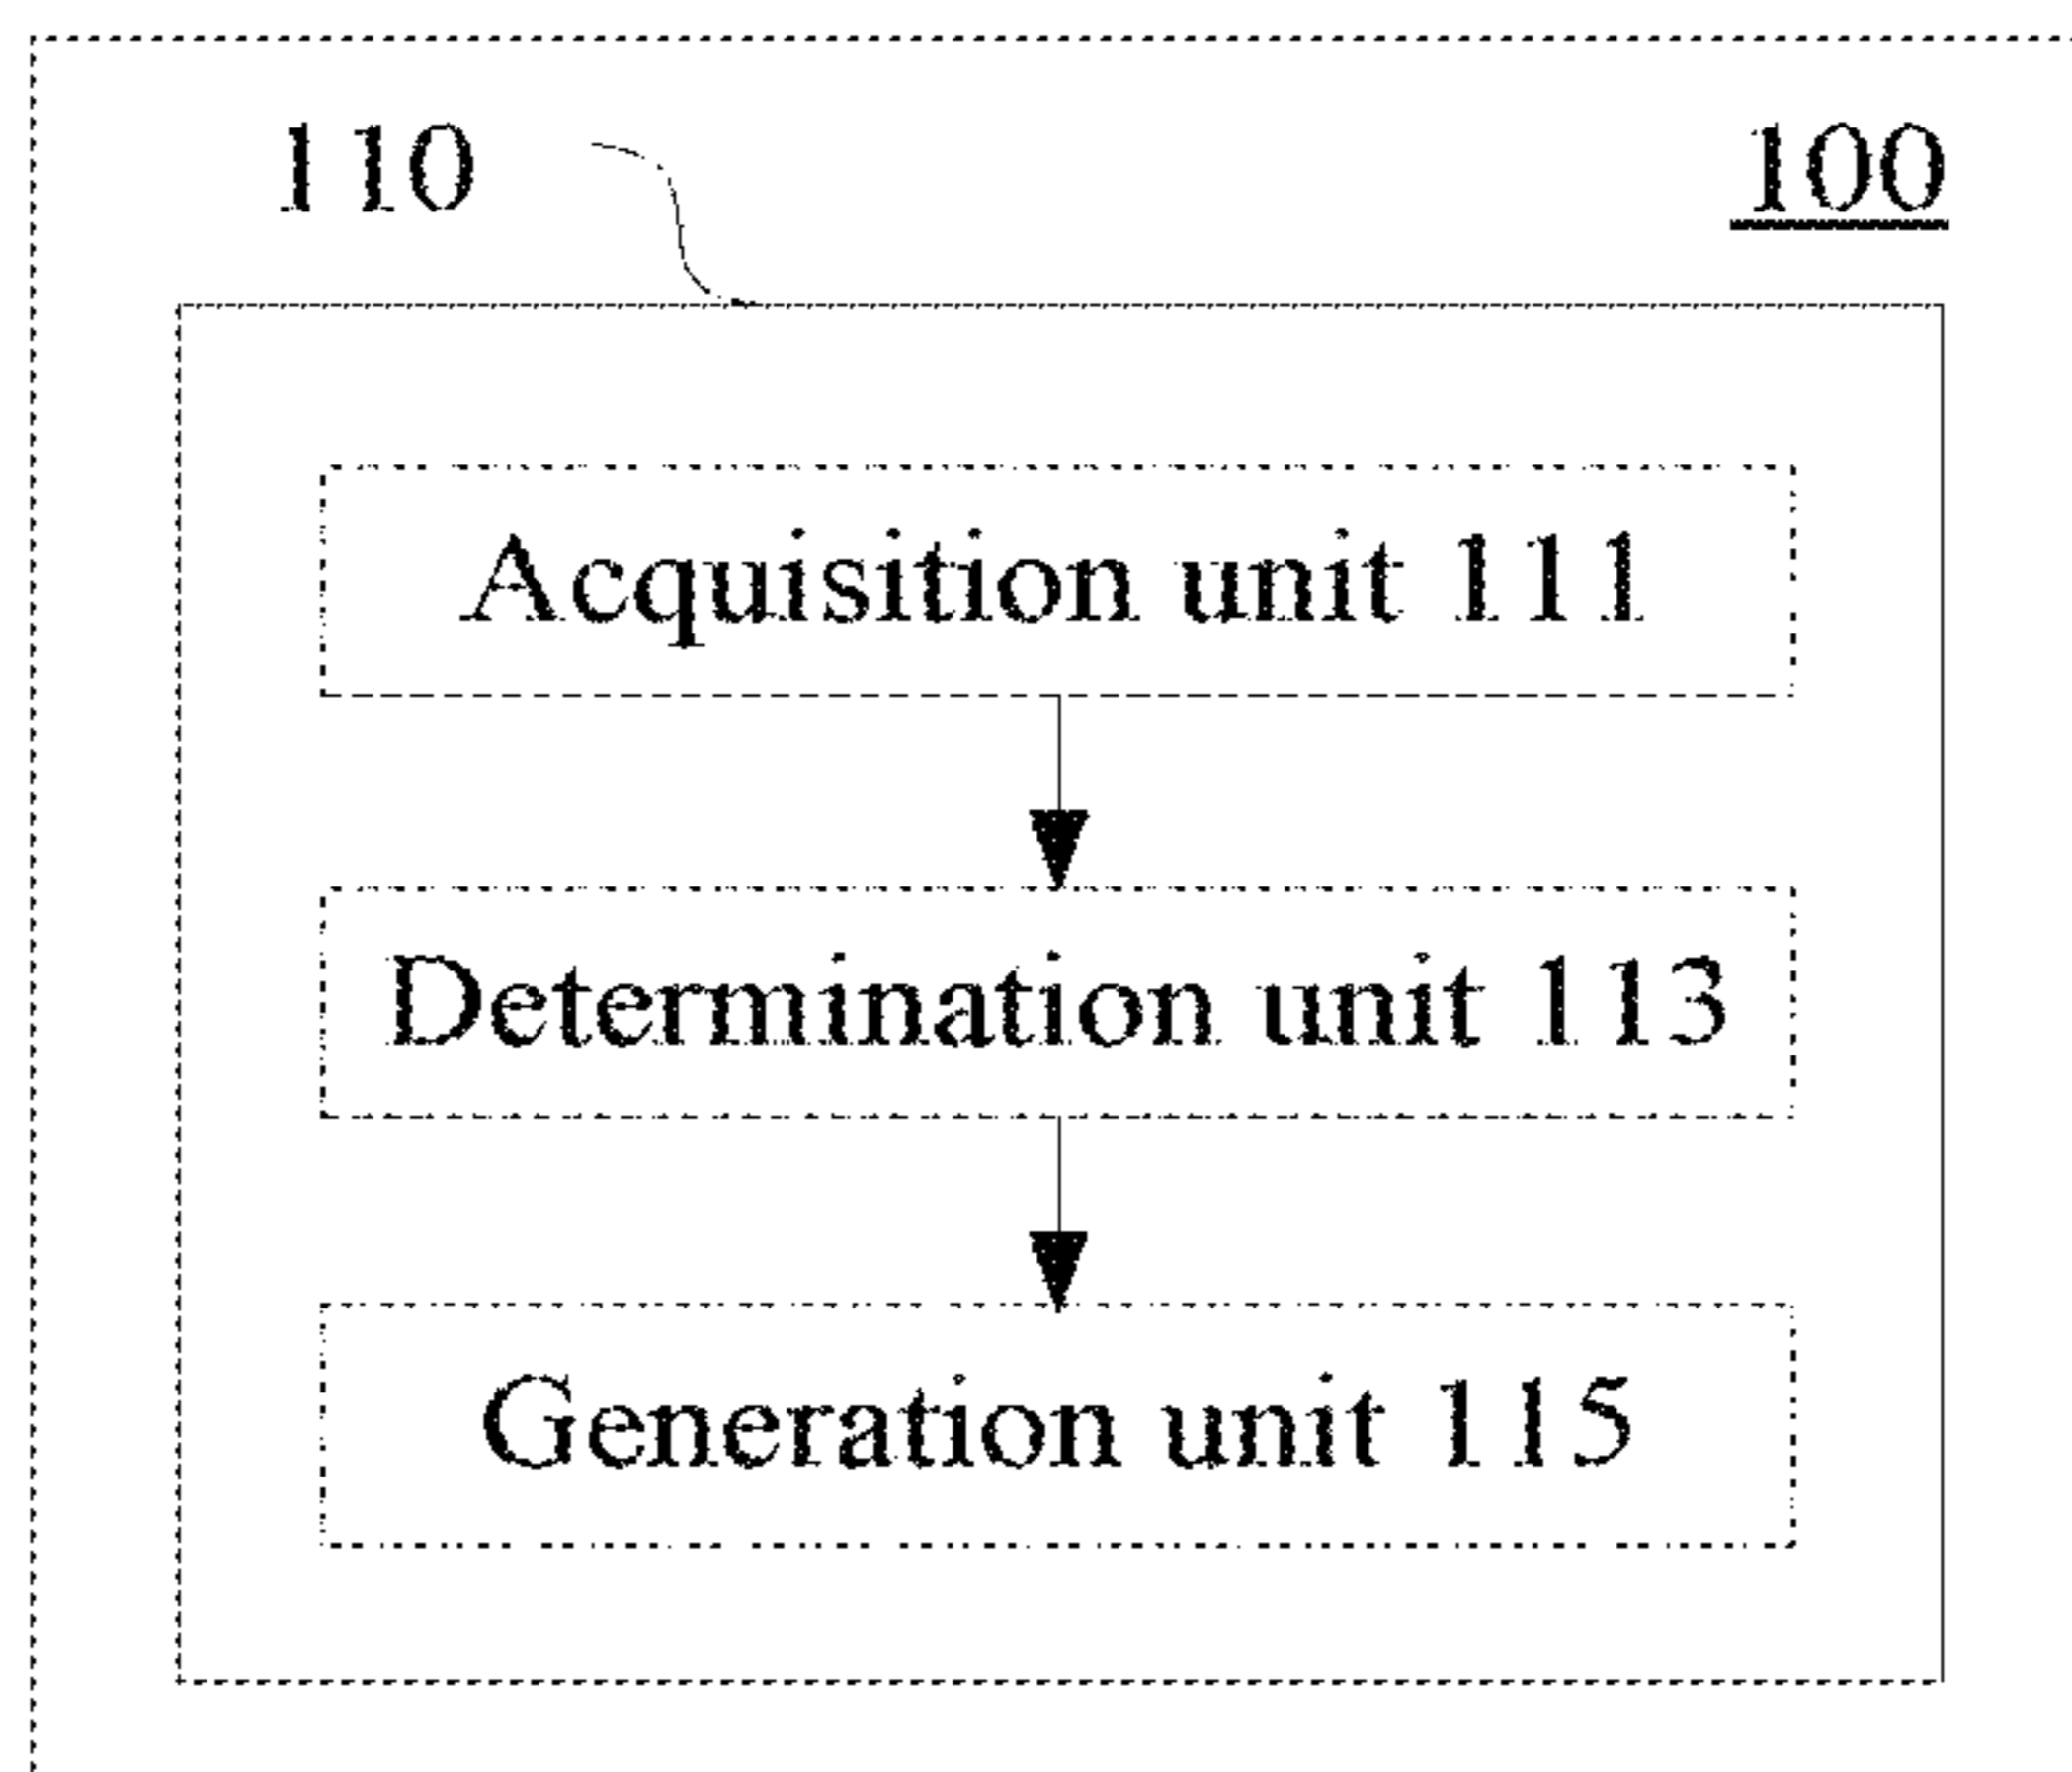 110 100
Acquisition unit 111
Determination unit 113
Generation unit 115